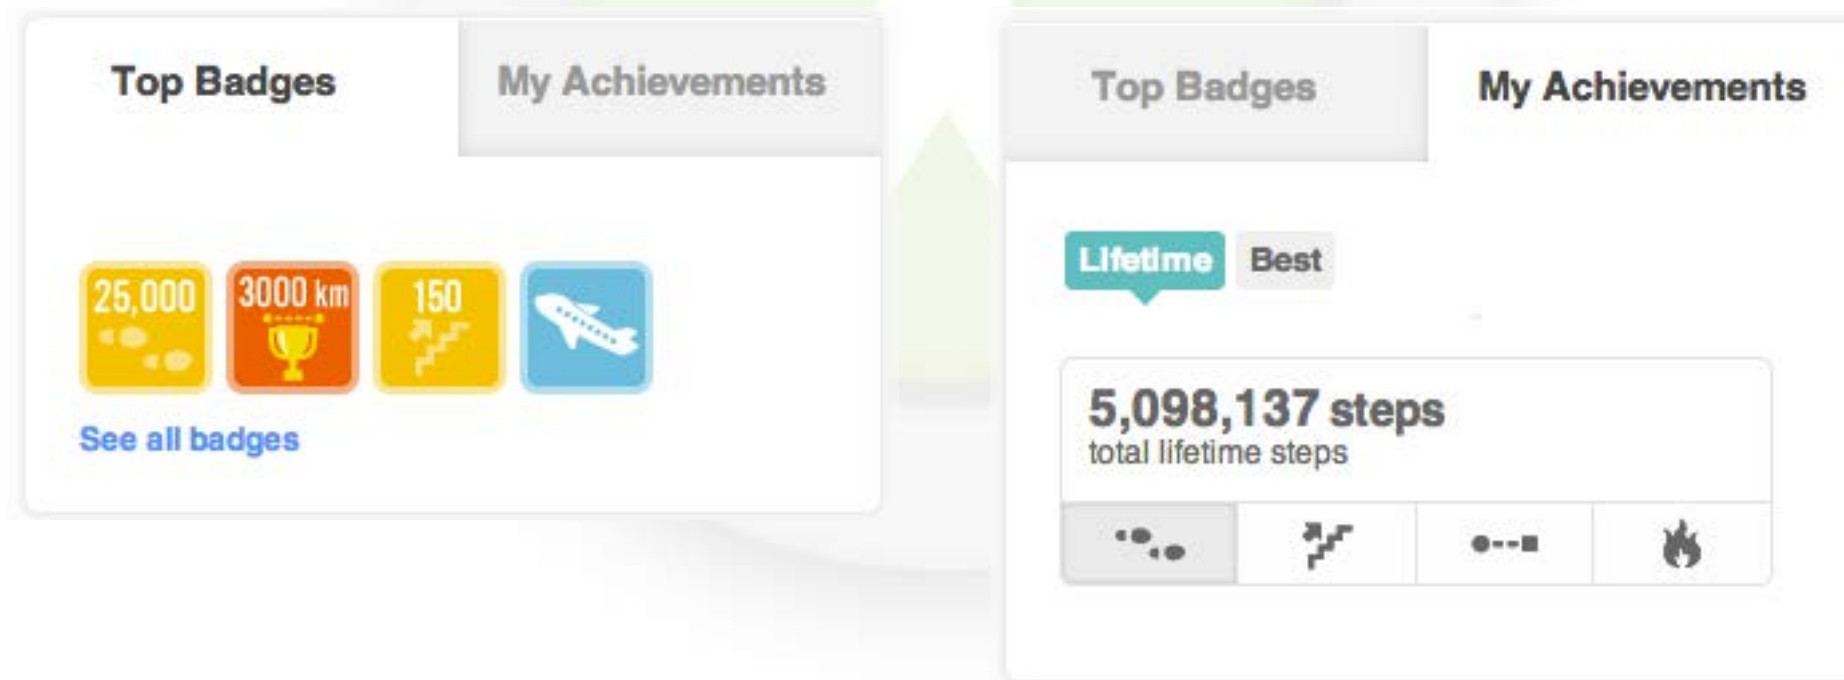 Top Badges
My Achievements
25,000
3000 km
150
See all badges
Top Badges
My Achievements
Lifetime
Best
5,098,137 steps
total lifetime steps